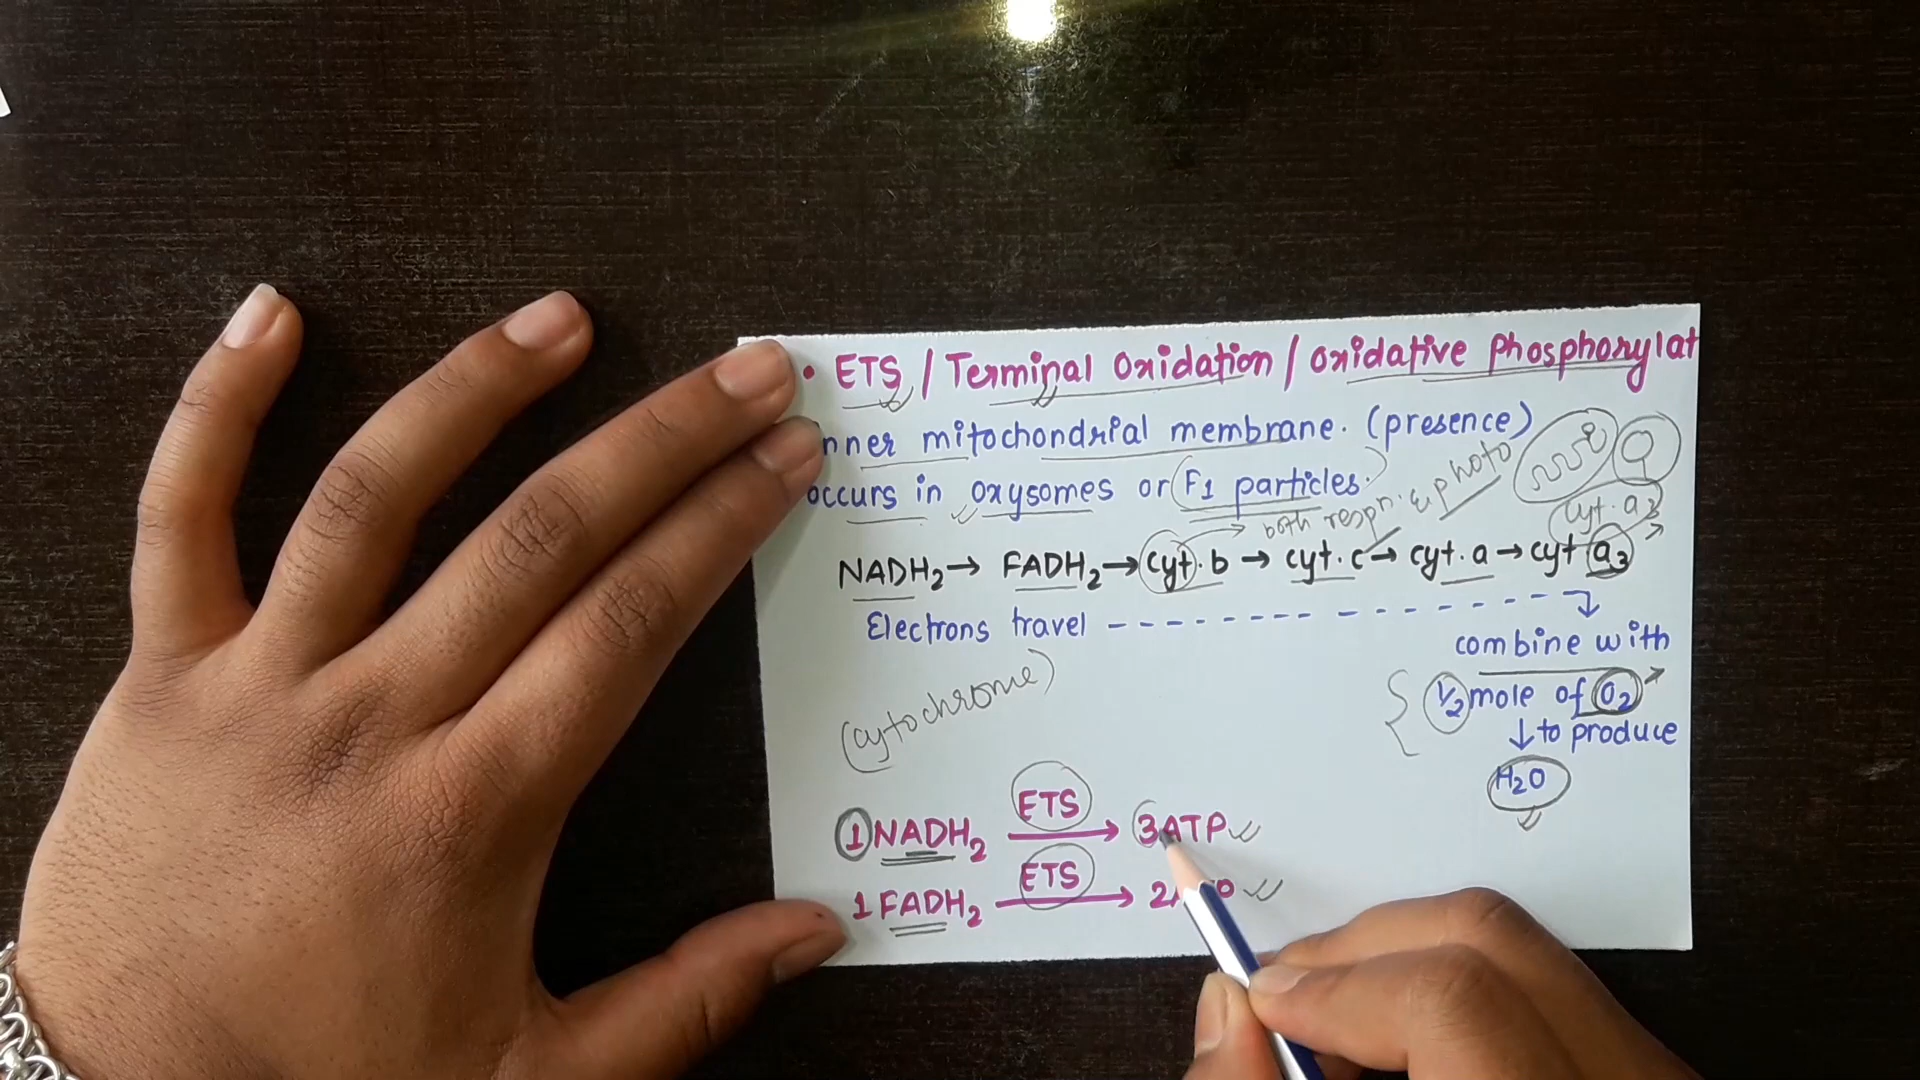 • ETS / Terminal Oxidation / Oxidative Phosphorylat
nner mitochondrial membrane. (presence)
occurs in oxysomes or F1 particles.
both respn. & photo
cyt. a3
NADH2 → FADH2 → cyt. b → cyt. c → cyt. a → cyt a3 →
Electrons travel
combine with
1/2 mole of O2
↓ to produce
H2O
(cytochrome)
1 NADH2 ETS → 3ATP
1 FADH2 ETS →